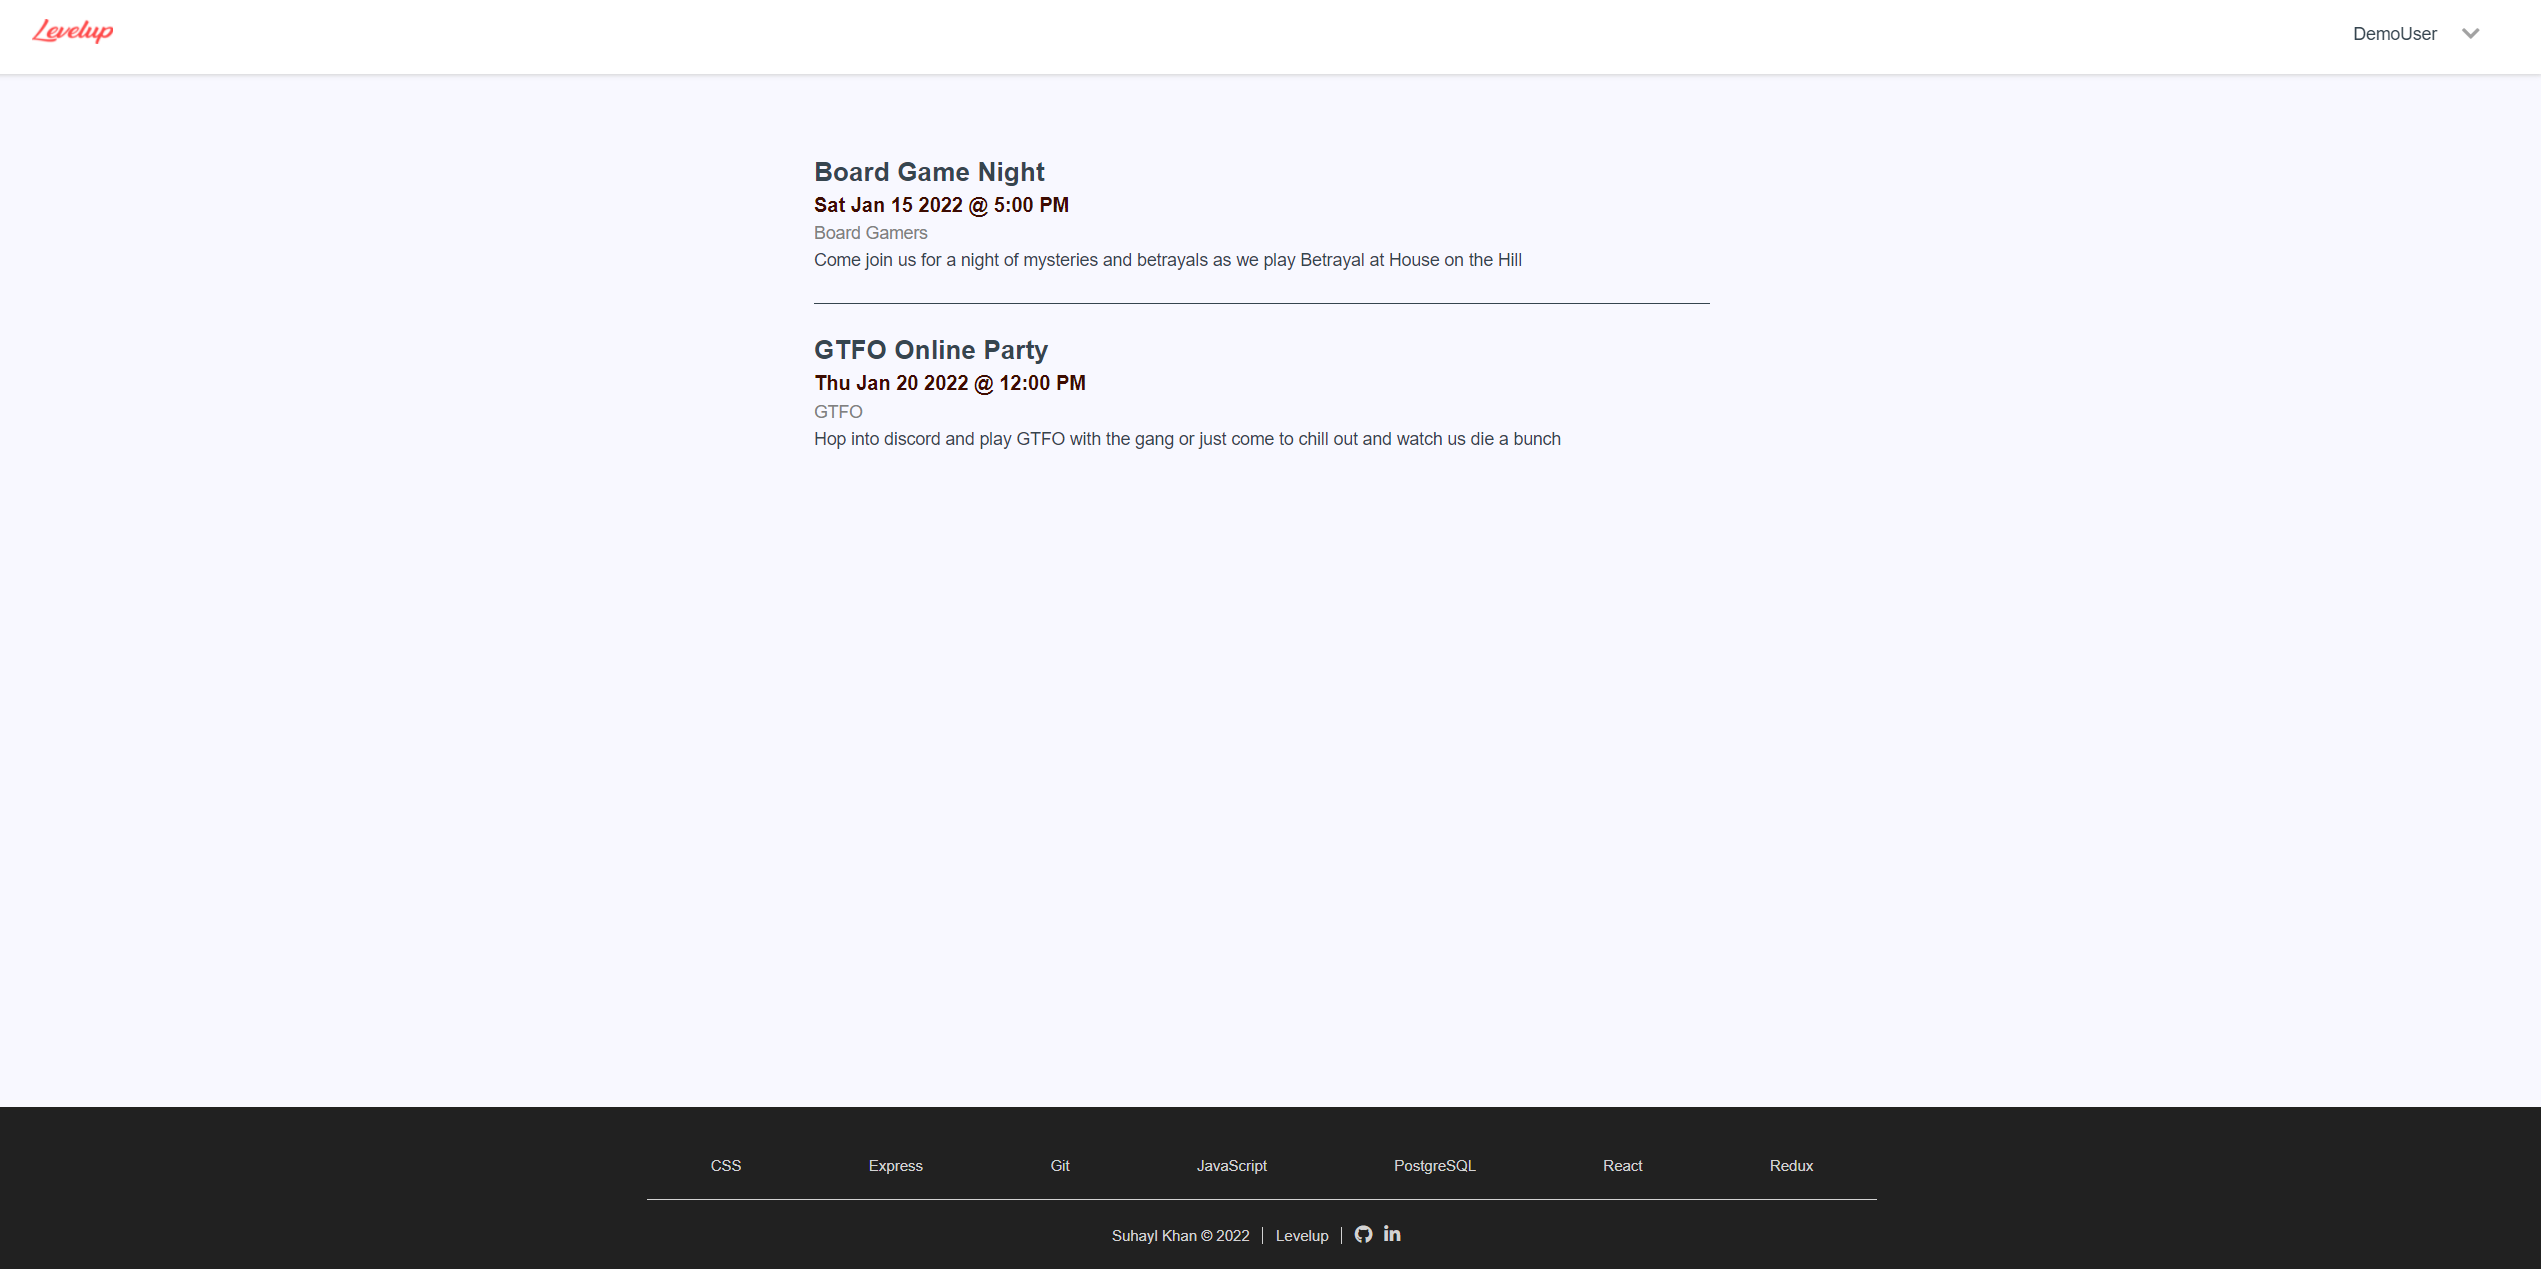 Levelup
DemoUser
Board Game Night
Sat Jan 15 2022 @ 5:00 PM
Board Gamers
Come join us for a night of mysteries and betrayals as we play Betrayal at House on the Hill
GTFO Online Party
Thu Jan 20 2022 @ 12:00 PM
GTFO
Hop into discord and play GTFO with the gang or just come to chill out and watch us die a bunch
CSS Express Git JavaScript PostgreSQL React Redux
Suhayl Khan © 2022 | Levelup | in